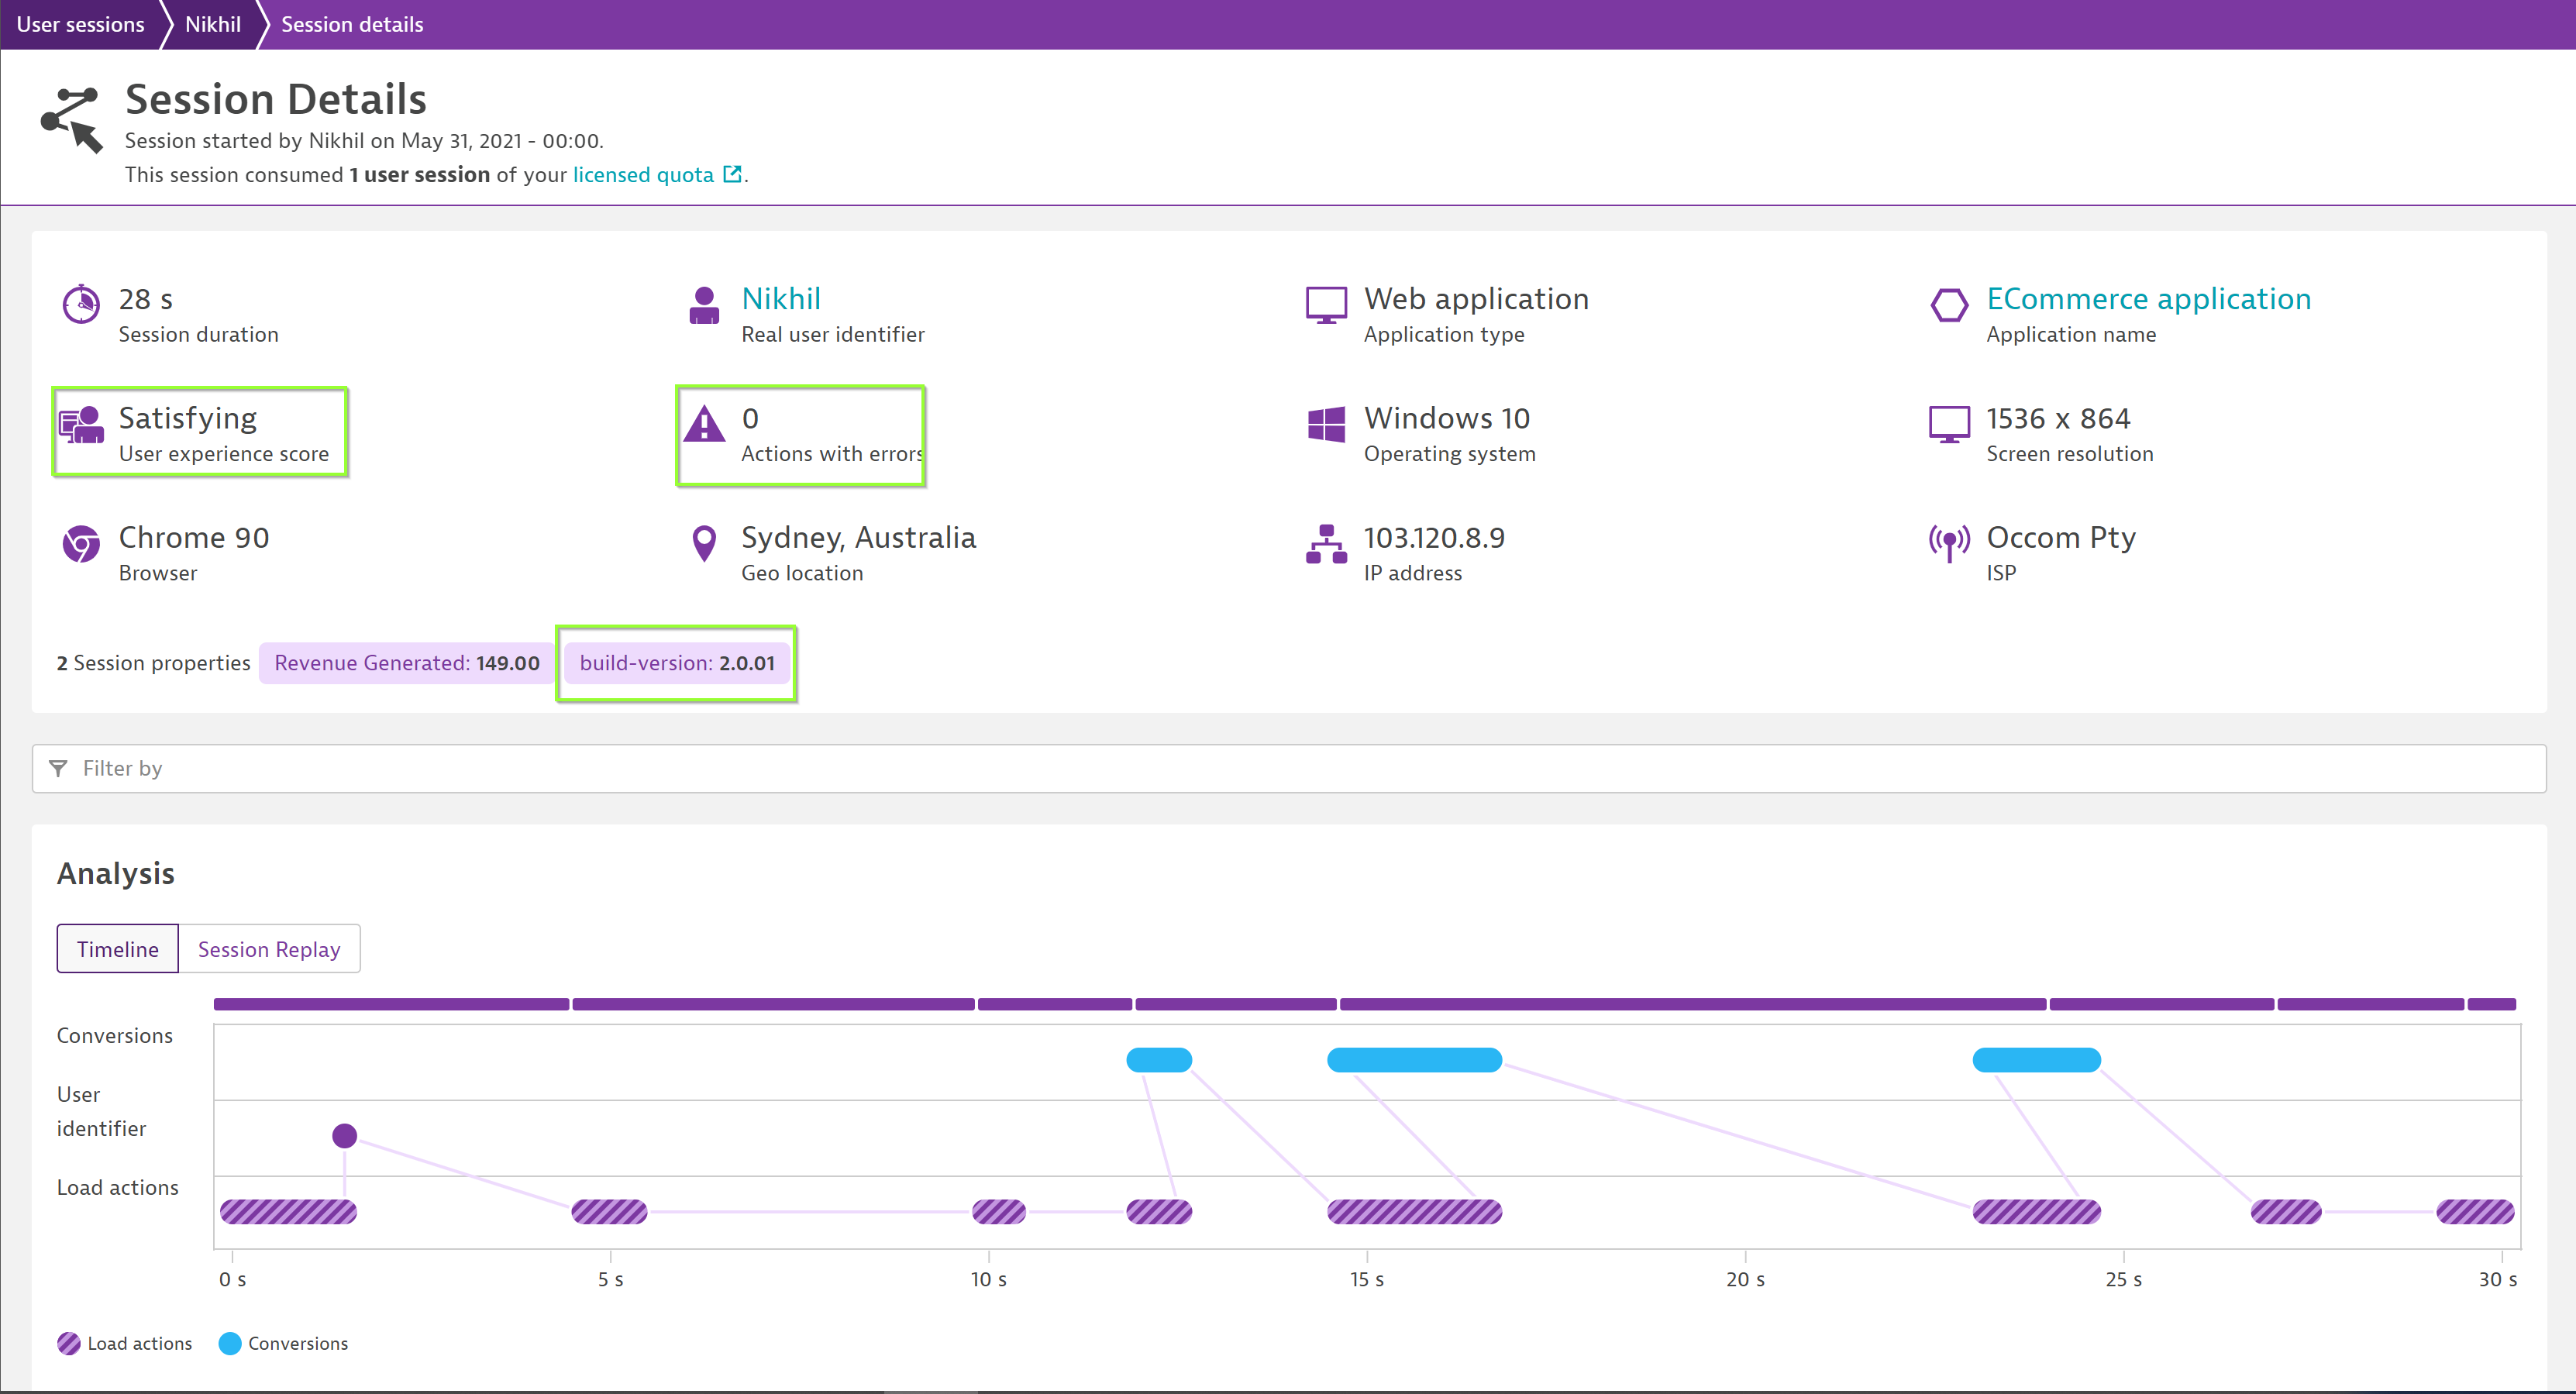 User sessions Nikhil Session details
Session Details
Session started by Nikhil on May 31, 2021 - 00:00.
This session consumed 1 user session of your licensed quota.
28 s
Session duration
Nikhil
Real user identifier
Web application
Application type
ECommerce application
Application name
Satisfying
User experience score
0
Actions with errors
Windows 10
Operating system
1536 x 864
Screen resolution
Chrome 90
Browser
Sydney, Australia
Geo location
103.120.8.9
IP address
Occom Pty
ISP
2 Session properties Revenue Generated: 149.00 build-version: 2.0.01
Filter by
Analysis
Timeline Session Replay
Conversions
User
identifier
Load actions
0 s 5 s 10 s 15 s 20 s 25 s 30 s
Load actions Conversions